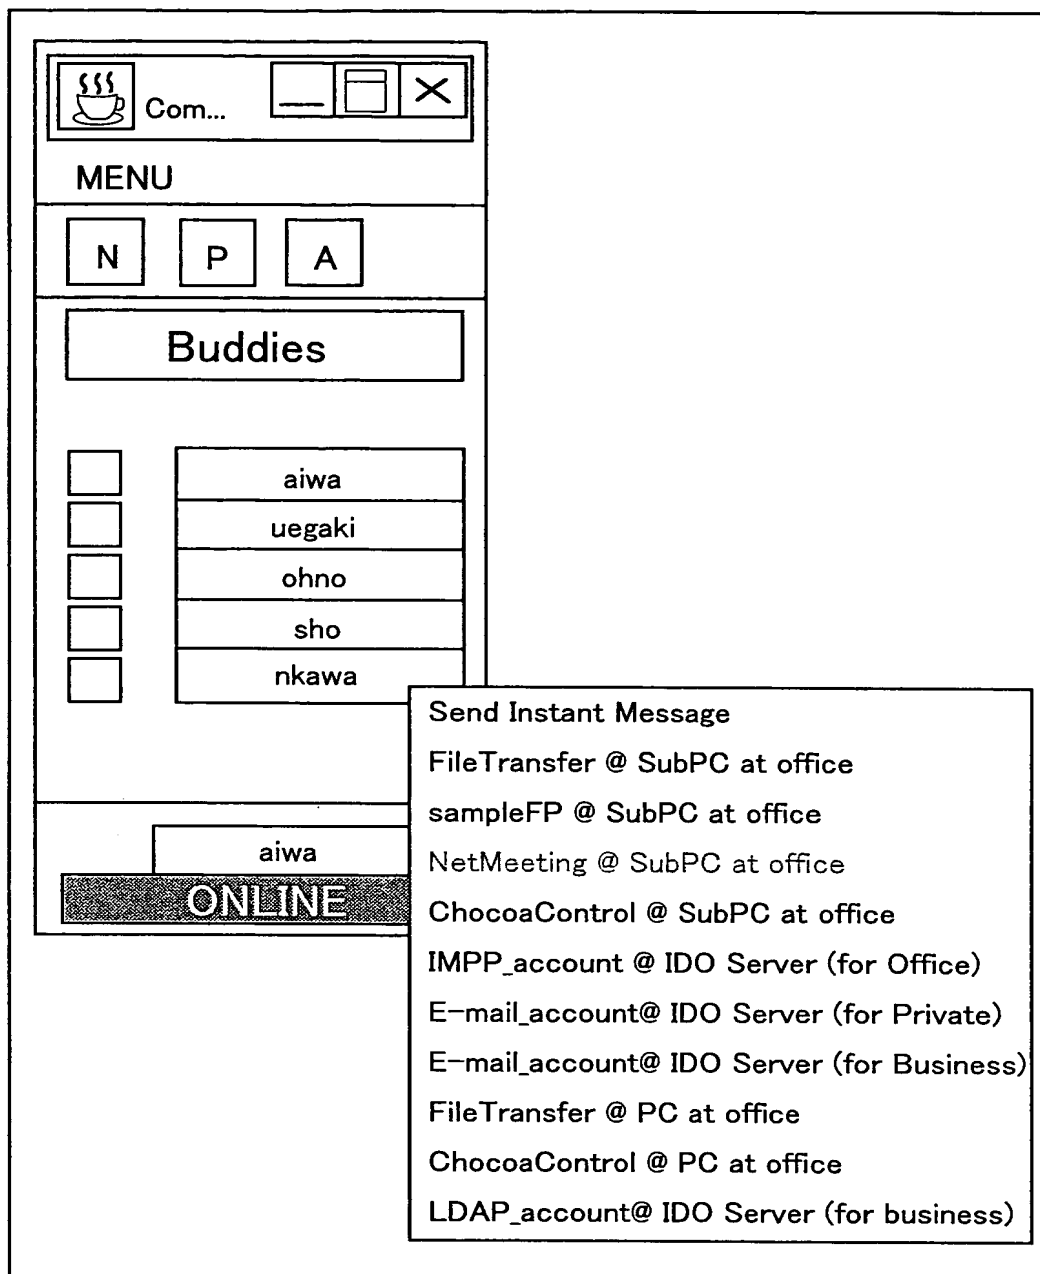 Com...
MENU
N P A
Buddies
aiwa
uegaki
ohno
sho
nkawa
Send Instant Message
FileTransfer @ SubPC at office
sampleFP @ SubPC at office
NetMeeting @ SubPC at office
ChocoaControl @ SubPC at office
IMPP_account @ IDO Server (for Office)
E-mail_account@ IDO Server (for Private)
E-mail_account@ IDO Server (for Business)
FileTransfer @ PC at office
ChocoaControl @ PC at office
LDAP_account@ IDO Server (for business)
aiwa
ONLINE